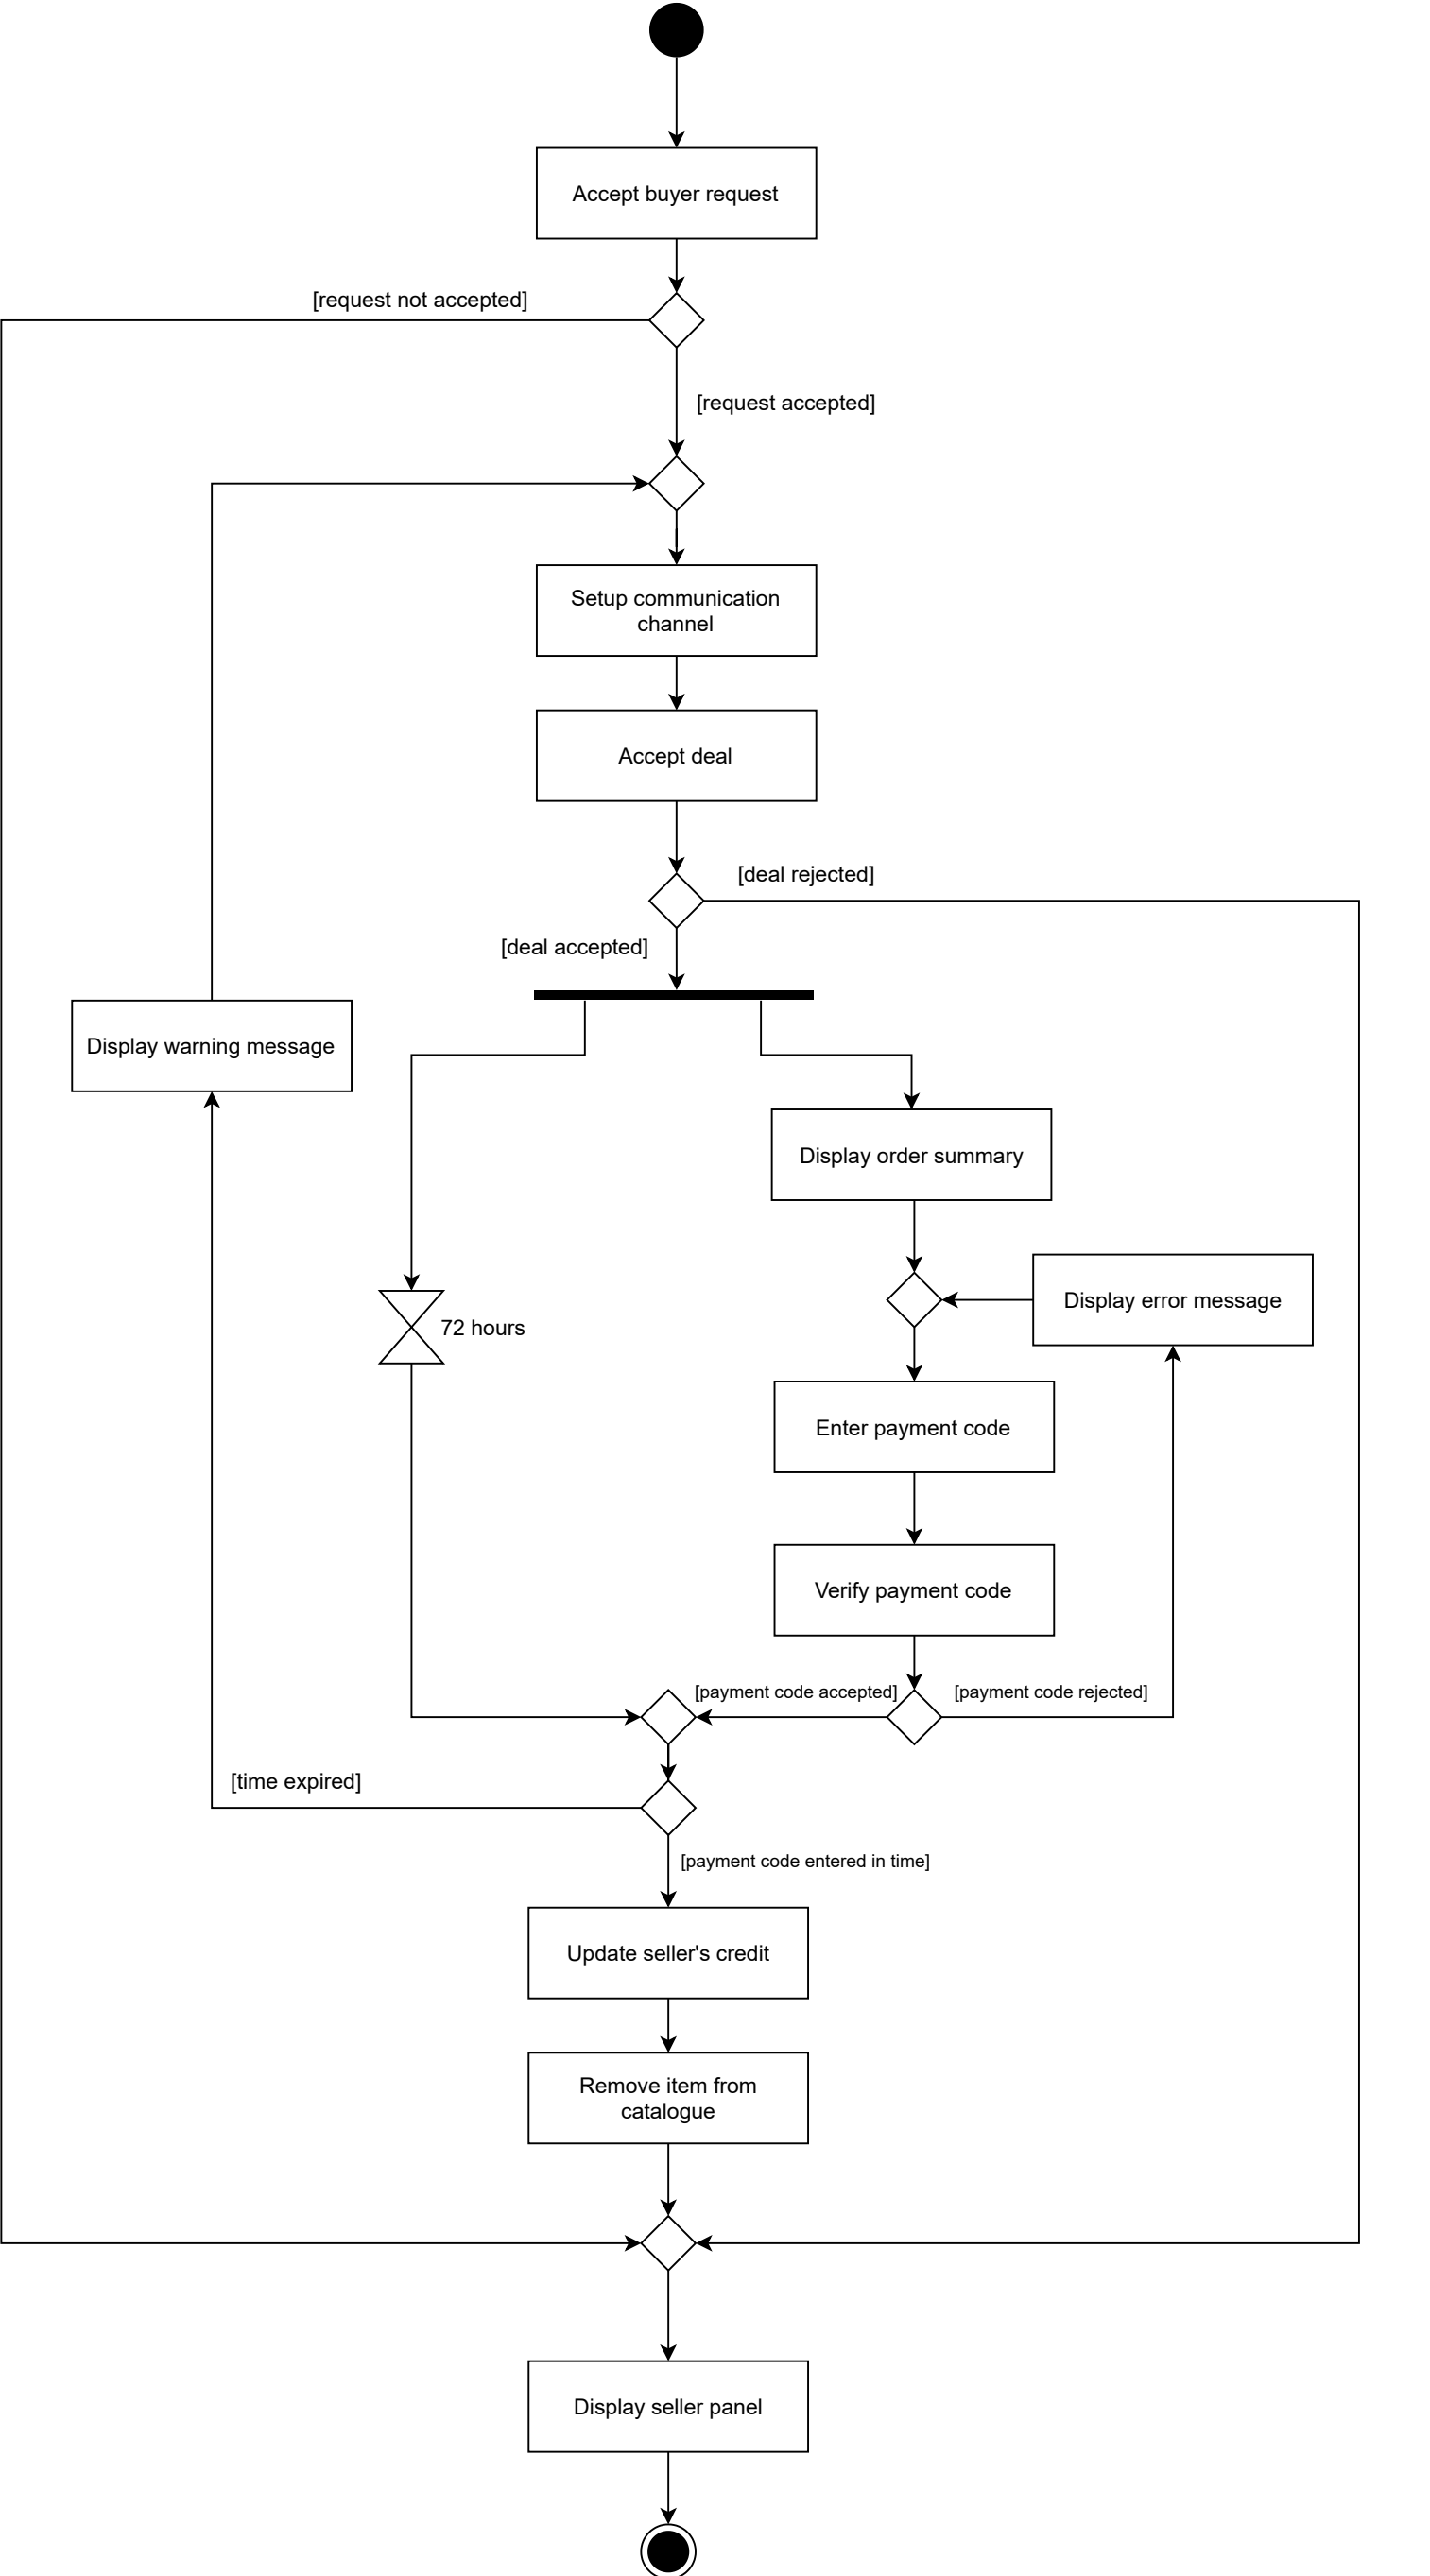 Accept buyer request
[request not accepted]
[request accepted]
Setup communication
channel
Accept deal
[deal rejected]
[deal accepted]
Display warning message
Display order summary
Display error message
72 hours
Enter payment code
Verify payment code
[payment code accepted]
[payment code rejected]
[time expired]
[payment code entered in time]
Update seller's credit
Remove item from
catalogue
Display seller panel